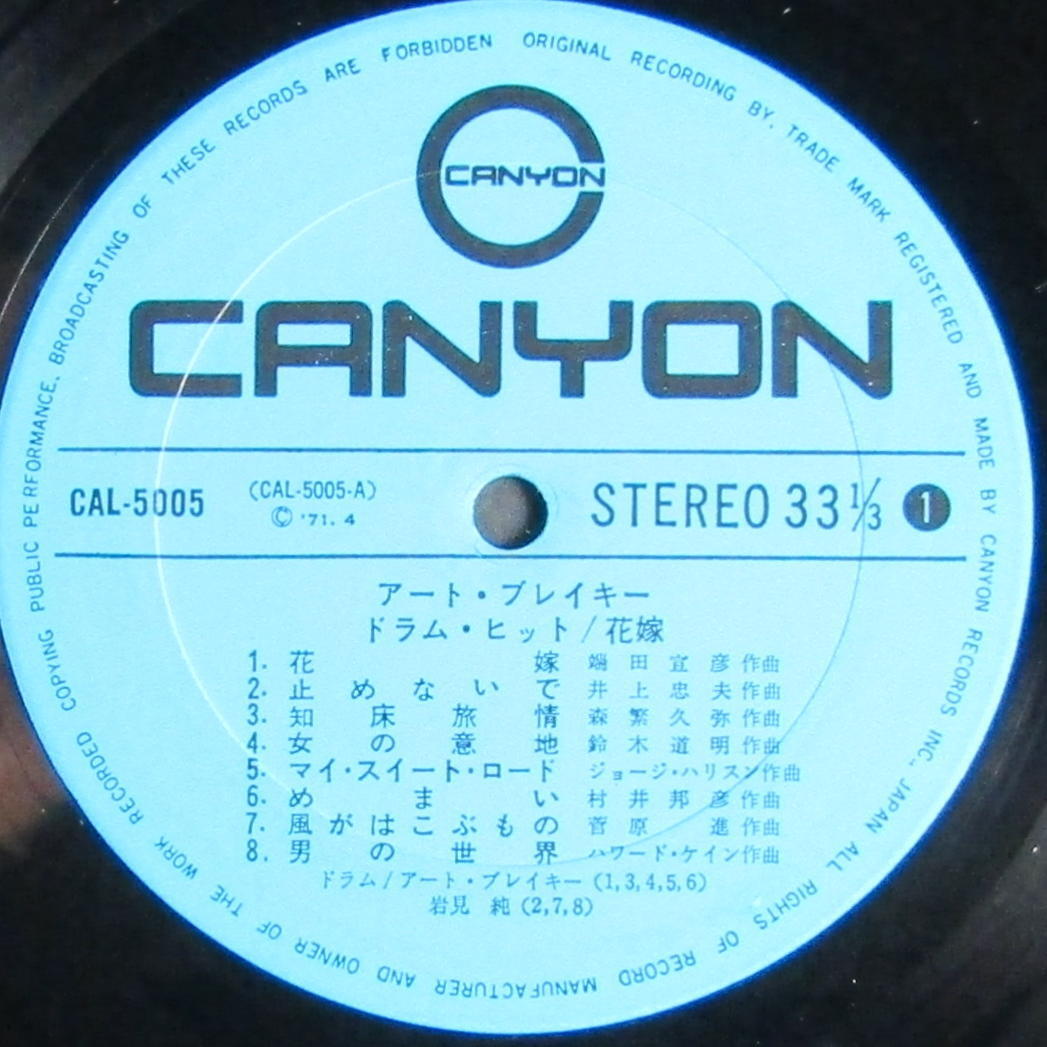 COPYING PUBLIC PERFORMANCE, BROADCASTING OF THESE RECORDS ARE FORBIDDEN
ORIGINAL RECORDING BY, TRADE MARK REGISTERED AND MADE BY CANYON RECORDS INC., JAPAN ALL RIGHTS OF RECORD MANUFACTURER AND OWNER OF THE WORK RECORDED
CANYON
CANYON
CAL-5005 (CAL-5005-A) STEREO 33 1/3 1
© '71. 4
アート・ブレイキー
ドラム・ヒット/花嫁
1. 花嫁 端田宣彦 作曲
2. 止めないで 井上忠夫 作曲
3. 知床旅情 森繁久弥 作曲
4. 女の意地 鈴木道明 作曲
5. マイ・スイート・ロード ジョージ・ハリスン作曲
6. めまい 村井邦彦 作曲
7. 風がはこぶもの 菅原進 作曲
8. 男の世界 ハワード・ケイン作曲
ドラム/アート・ブレイキー (1,3,4,5,6)
岩見 純 (2,7,8)